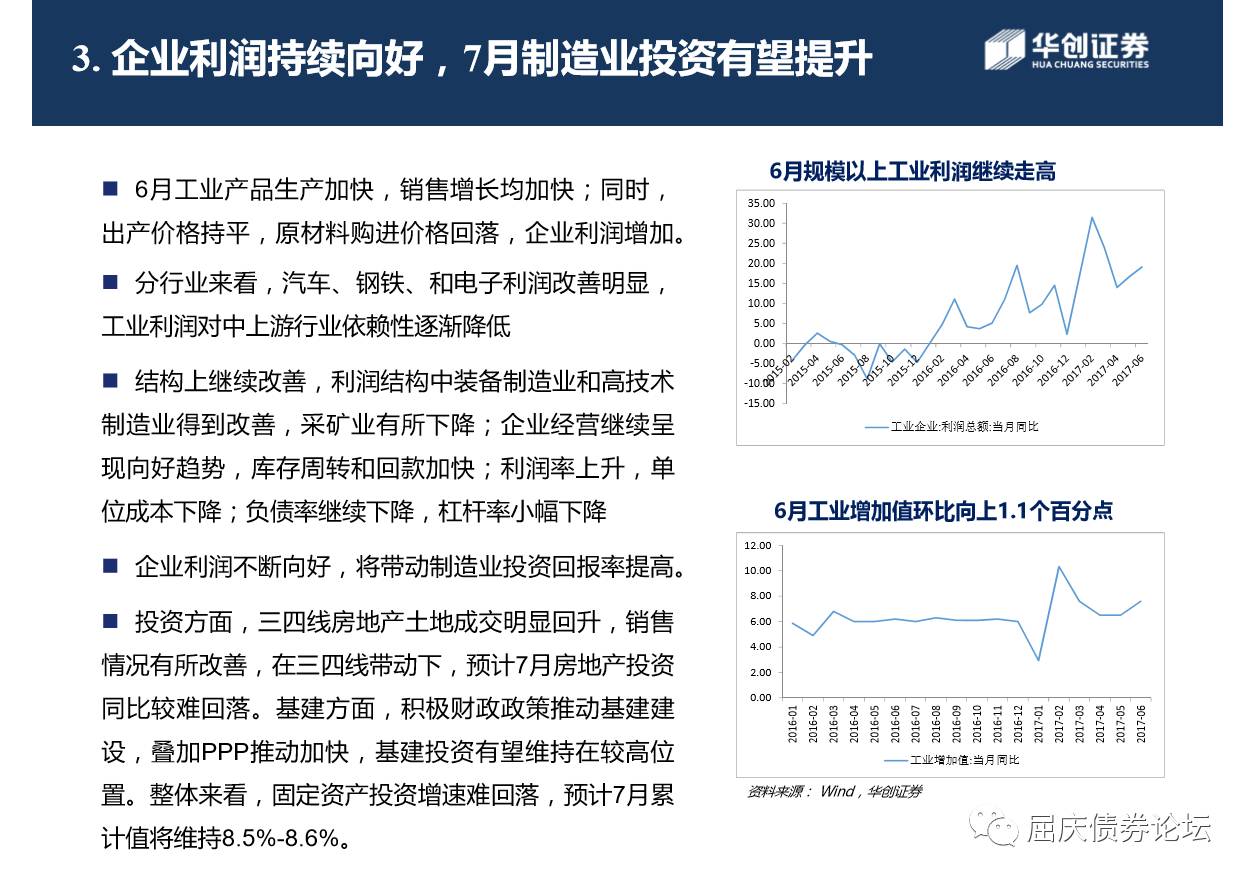 3. 企业利润持续向好，7月制造业投资有望提升
华创证券
HUA CHUANG SECURITIES
■ 6月工业产品生产加快，销售增长均加快；同时，
出产价格持平，原材料购进价格回落，企业利润增加。
■ 分行业来看，汽车、钢铁、和电子利润改善明显，
工业利润对中上游行业依赖性逐渐降低
■ 结构上继续改善，利润结构中装备制造业和高技术
制造业得到改善，采矿业有所下降；企业经营继续呈
现向好趋势，库存周转和回款加快；利润率上升，单
位成本下降；负债率继续下降，杠杆率小幅下降
■ 企业利润不断向好，将带动制造业投资回报率提高。
■ 投资方面，三四线房地产土地成交明显回升，销售
情况有所改善，在三四线带动下，预计7月房地产投资
同比较难回落。基建方面，积极财政政策推动基建建
设，叠加PPP推动加快，基建投资有望维持在较高位
置。整体来看，固定资产投资增速难回落，预计7月累
计值将维持8.5%-8.6%。
6月规模以上工业利润继续走高
35.00
30.00
25.00
20.00
15.00
10.00
5.00
0.00
-5.00
-10.00
-15.00
2015-02 2015-04 2015-06 2015-08 2015-10 2015-12 2016-02 2016-04 2016-06 2016-08 2016-10 2016-12 2017-02 2017-04 2017-06
工业企业:利润总额:当月同比
6月工业增加值环比向上1.1个百分点
12.00
10.00
8.00
6.00
4.00
2.00
0.00
2016-01 2016-02 2016-03 2016-04 2016-05 2016-06 2016-07 2016-08 2016-09 2016-10 2016-11 2016-12 2017-01 2017-02 2017-03 2017-04 2017-05 2017-06
工业增加值:当月同比
资料来源：Wind，华创证券
屈庆债券论坛